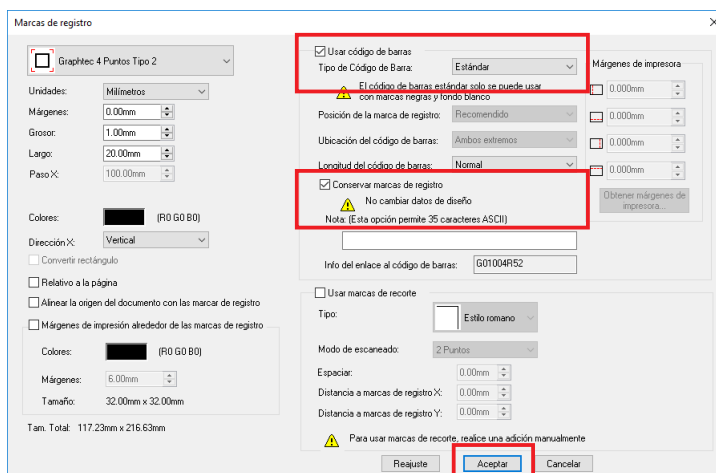 Marcas de registro
Graphtec 4 Puntos Tipo 2
Unidades: Milímetros
Márgenes: 0.00mm
Grosor: 1.00mm
Largo: 20.00mm
Paso X: 100.00mm
Colores: (R0 G0 B0)
Dirección X: Vertical
Convertir rectángulo
Relativo a la página
Alinear la origen del documento con las marcar de registro
Márgenes de impresión alrededor de las marcas de registro
Colores: (R0 G0 B0)
Márgenes: 6.00mm
Tamaño: 32.00mm x 32.00mm
Tam. Total: 117.23mm x 216.63mm
Usar código de barras
Tipo de Código de Barra: Estándar
El código de barras estándar solo se puede usar
con marcas negras y fondo blanco
Posición de la marca de registro: Recomendido
Ubicación del código de barras: Ambos extremos
Longitud del código de barras: Normal
Conservar marcas de registro
No cambiar datos de diseño
Nota: (Esta opción permite 35 caracteres ASCII)
Info del enlace al código de barras: G01004R52
Márgenes de impresora
0.000mm
0.000mm
0.000mm
0.000mm
Obtener márgenes de
impresora...
Usar marcas de recorte
Tipo: Estilo romano
Modo de escaneado: 2 Puntos
Espaciar: 0.00mm
Distancia a marcas de registro X: 0.00mm
Distancia a marcas de registro Y: 0.00mm
Para usar marcas de recorte, realice una adición manualmente
Reajuste Aceptar Cancelar